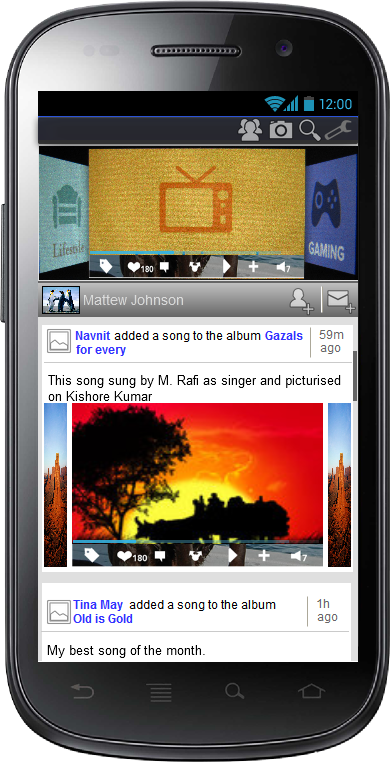 12:00
Lifestyle
GAMING
180
7
Mattew Johnson
Navnit added a song to the album Gazals
for every
59m
ago
This song sung by M. Rafi as singer and picturised
on Kishore Kumar
180
7
Tina May added a song to the album
Old is Gold
1h
ago
My best song of the month.